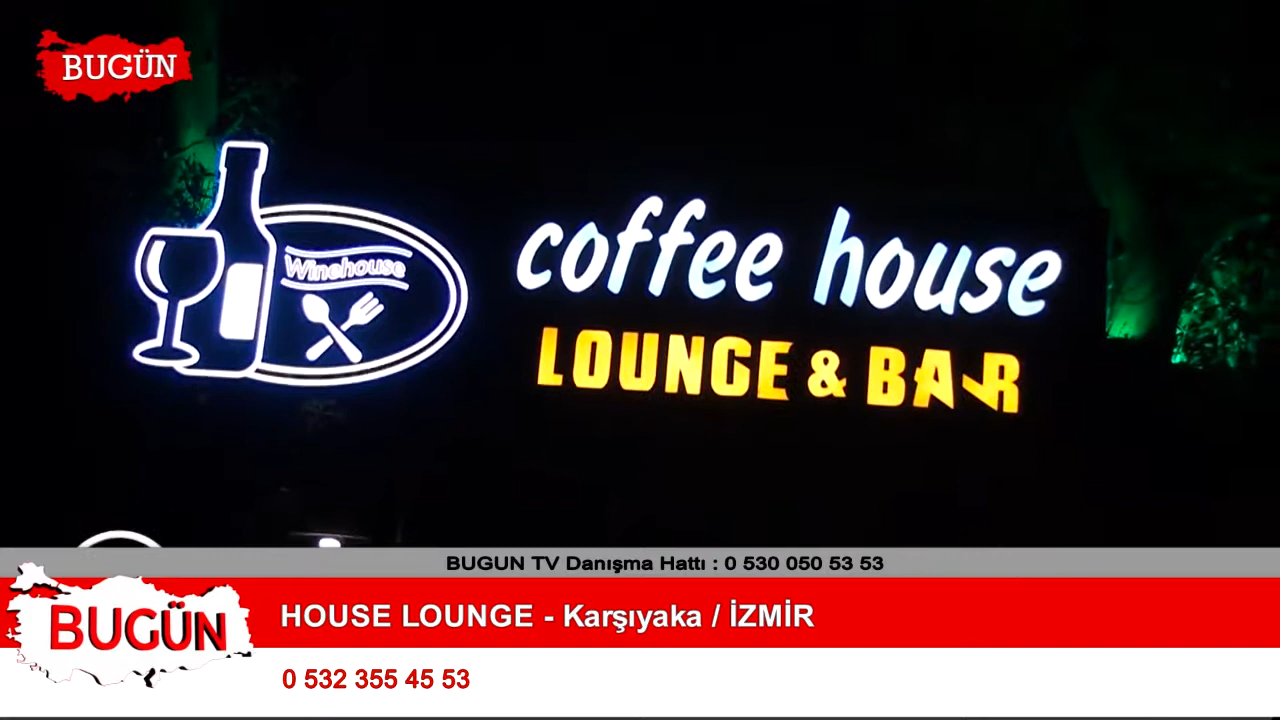 BUGÜN
Winehouse
coffee house
LOUNGE & BAR
BUGUN TV Danışma Hattı : 0 530 050 53 53
BUGÜN
HOUSE LOUNGE - Karşıyaka / İZMİR
0 532 355 45 53